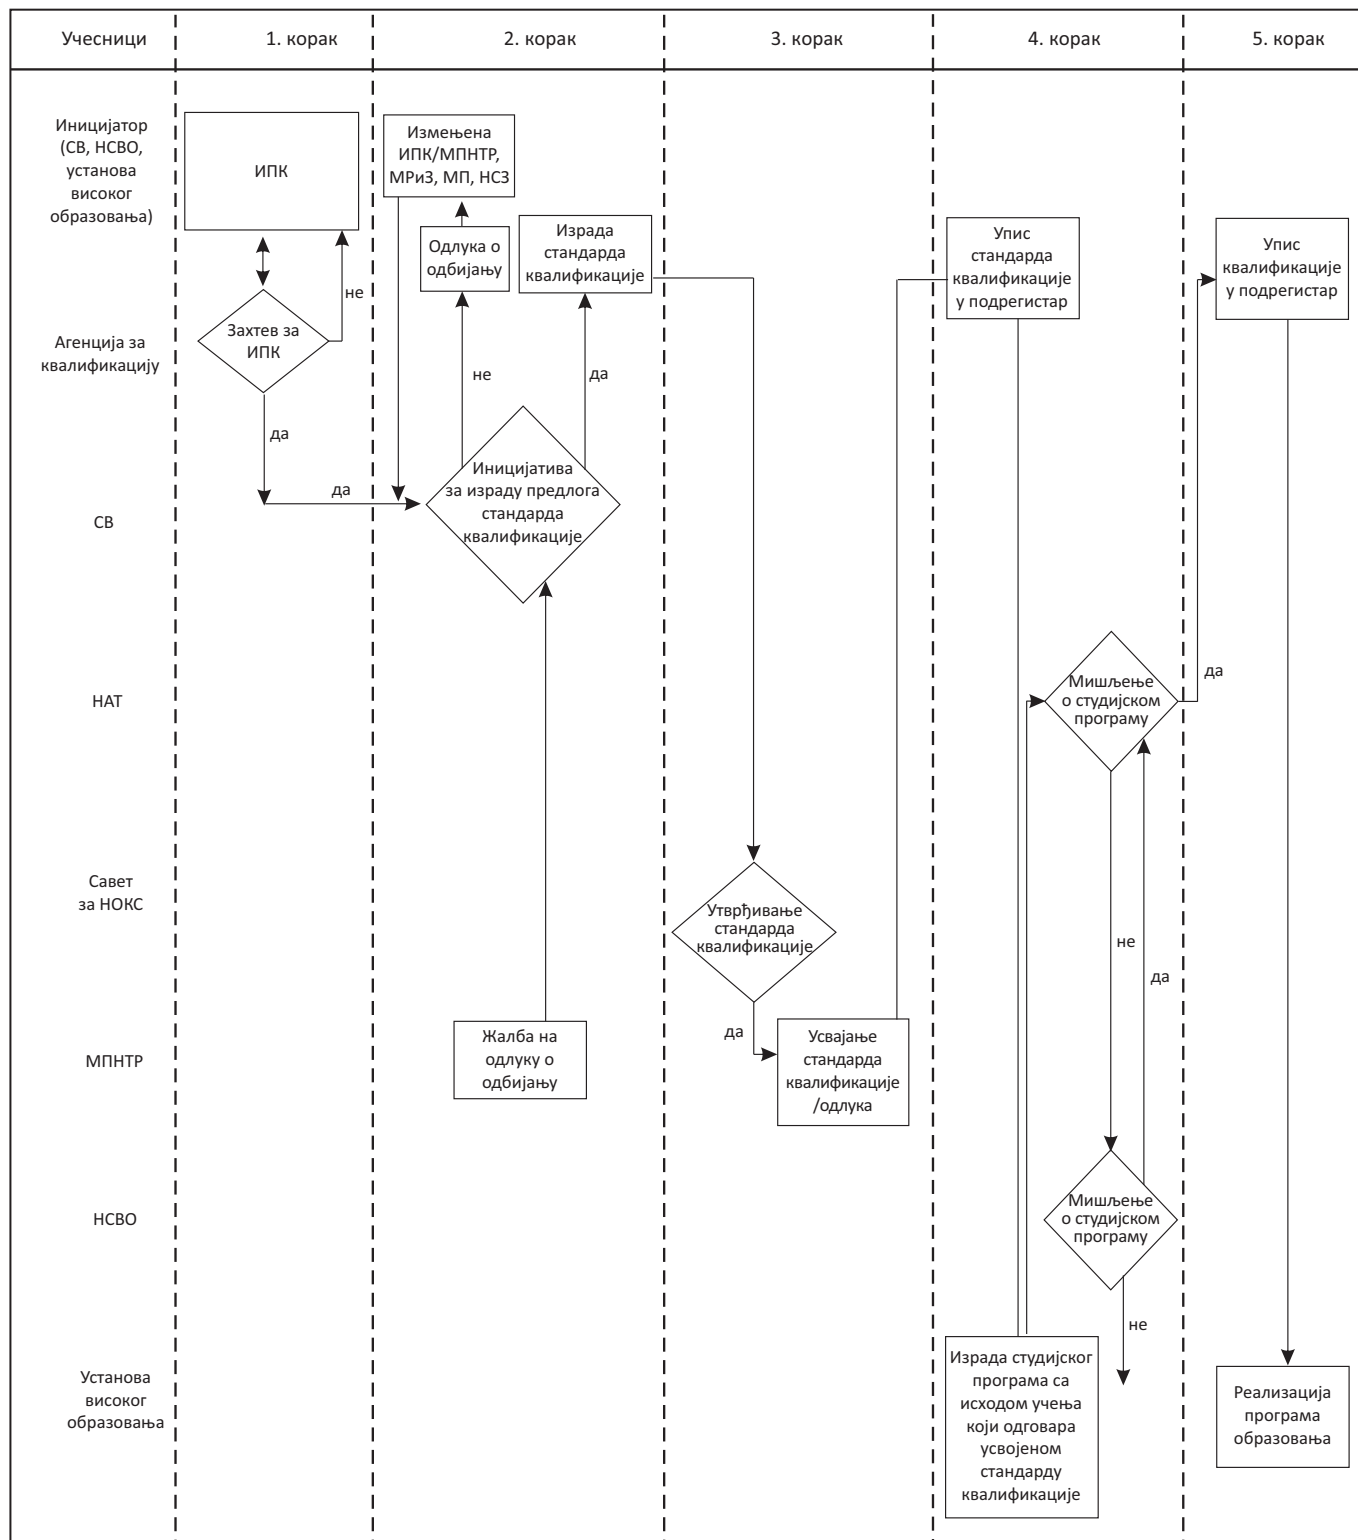 Учесници
1. корак
2. корак
3. корак
4. корак
5. корак
Иницијатор
(СВ, НСВО,
установа
високог
образовања)
ИПК
Измењена
ИПК/МПНТР,
МРиЗ, МП, НСЗ
Одлука о
одбијању
Израда
стандарда
квалификације
Упис
стандарда
квалификације
у подрегистар
Упис
квалификације
у подрегистар
не
Агенција за
квалификацију
Захтев за
ИПК
не
да
да
да
СВ
Иницијатива
за израду предлога
стандарда
квалификације
НАТ
Мишљење
о студијском
програму
да
Савет
за НОКС
Утврђивање
стандарда
квалификације
не
да
да
МПНТР
Жалба на
одлуку о
одбијању
Усвајање
стандарда
квалификације
/одлука
НСВО
Мишљење
о студијском
програму
не
Установа
високог
образовања
Израда студијског
програма са
исходом учења
који одговара
усвојеном
стандарду
квалификације
Реализација
програма
образовања